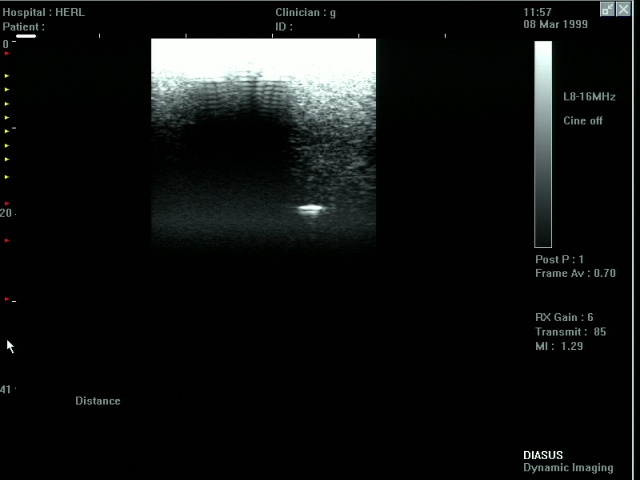 Hospital : HERL
Clinician : g
11:57
Patient :
ID :
08 Mar 1999
0
L8-16MHz
Cine off
20
Post P : 1
Frame Av : 0.70
RX Gain : 6
Transmit : 85
MI : 1.29
41
Distance
DIASUS
Dynamic Imaging